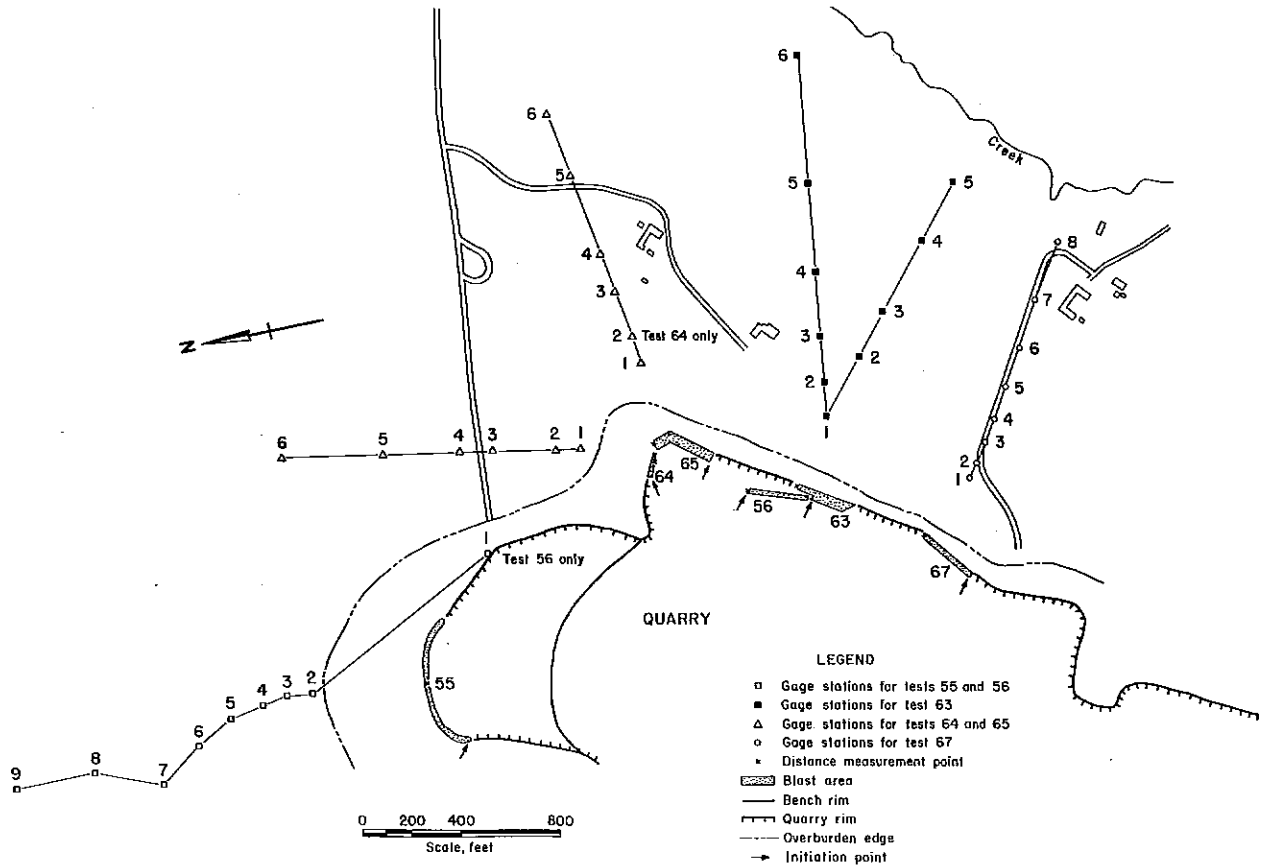 6
6
Creek
5
5
5
8
4
4
4
7
3
3
3
6
N
2 Test 64 only
2
2
5
1
1
4
3
6
5
4
3
2
1
2
1
65
64
56
63
Test 56 only
67
QUARRY
55
2
3
4
5
6
7
8
9
LEGEND
Gage stations for tests 55 and 56
Gage stations for test 63
Gage stations for tests 64 and 65
Gage stations for test 67
Distance measurement point
Blast area
Bench rim
Quarry rim
Overburden edge
Initiation point
0 200 400 800
Scale, feet